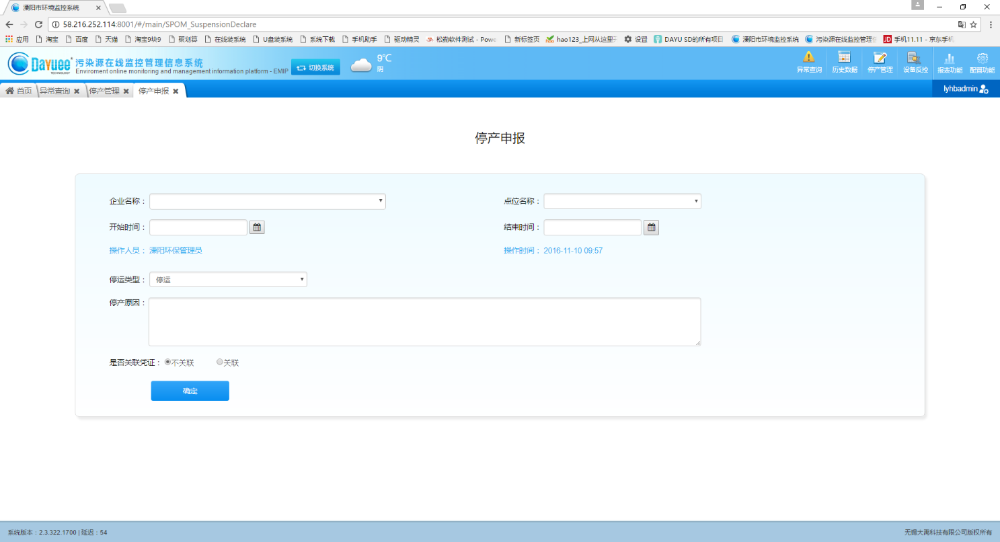 溧阳市环境监控系统
58.216.252.114:8001/#/main/SPOM_SuspensionDeclare
应用 淘宝 百度 天猫 淘宝9块9 聚划算 在线装系统 U盘装系统 系统下载 手机助手 驱动精灵 松勤软件测试 - Powe 新标签页 hao123_上网从这里 设置 DAYU SD的所有项目 溧阳市环境监控系统 污染源在线监控管理信 JD 手机11.11 - 京东手机
Dayuee TECHNOLOGY 污染源在线监控管理信息系统
Enviroment online monitoring and management information platform - EMIP
切换系统
9℃
阴
异常查询 历史数据 停产管理 设备反控 报表功能 配置功能
首页 异常查询 停产管理 停产申报
lyhbadmin
停产申报
企业名称： 点位名称：
开始时间： 结束时间：
操作人员： 溧阳环保管理员 操作时间： 2016-11-10 09:57
停运类型： 停运
停产原因：
是否关联凭证： 不关联 关联
确定
系统版本：2.3.322.1700 | 延迟：54 无锡大禹科技有限公司版权所有